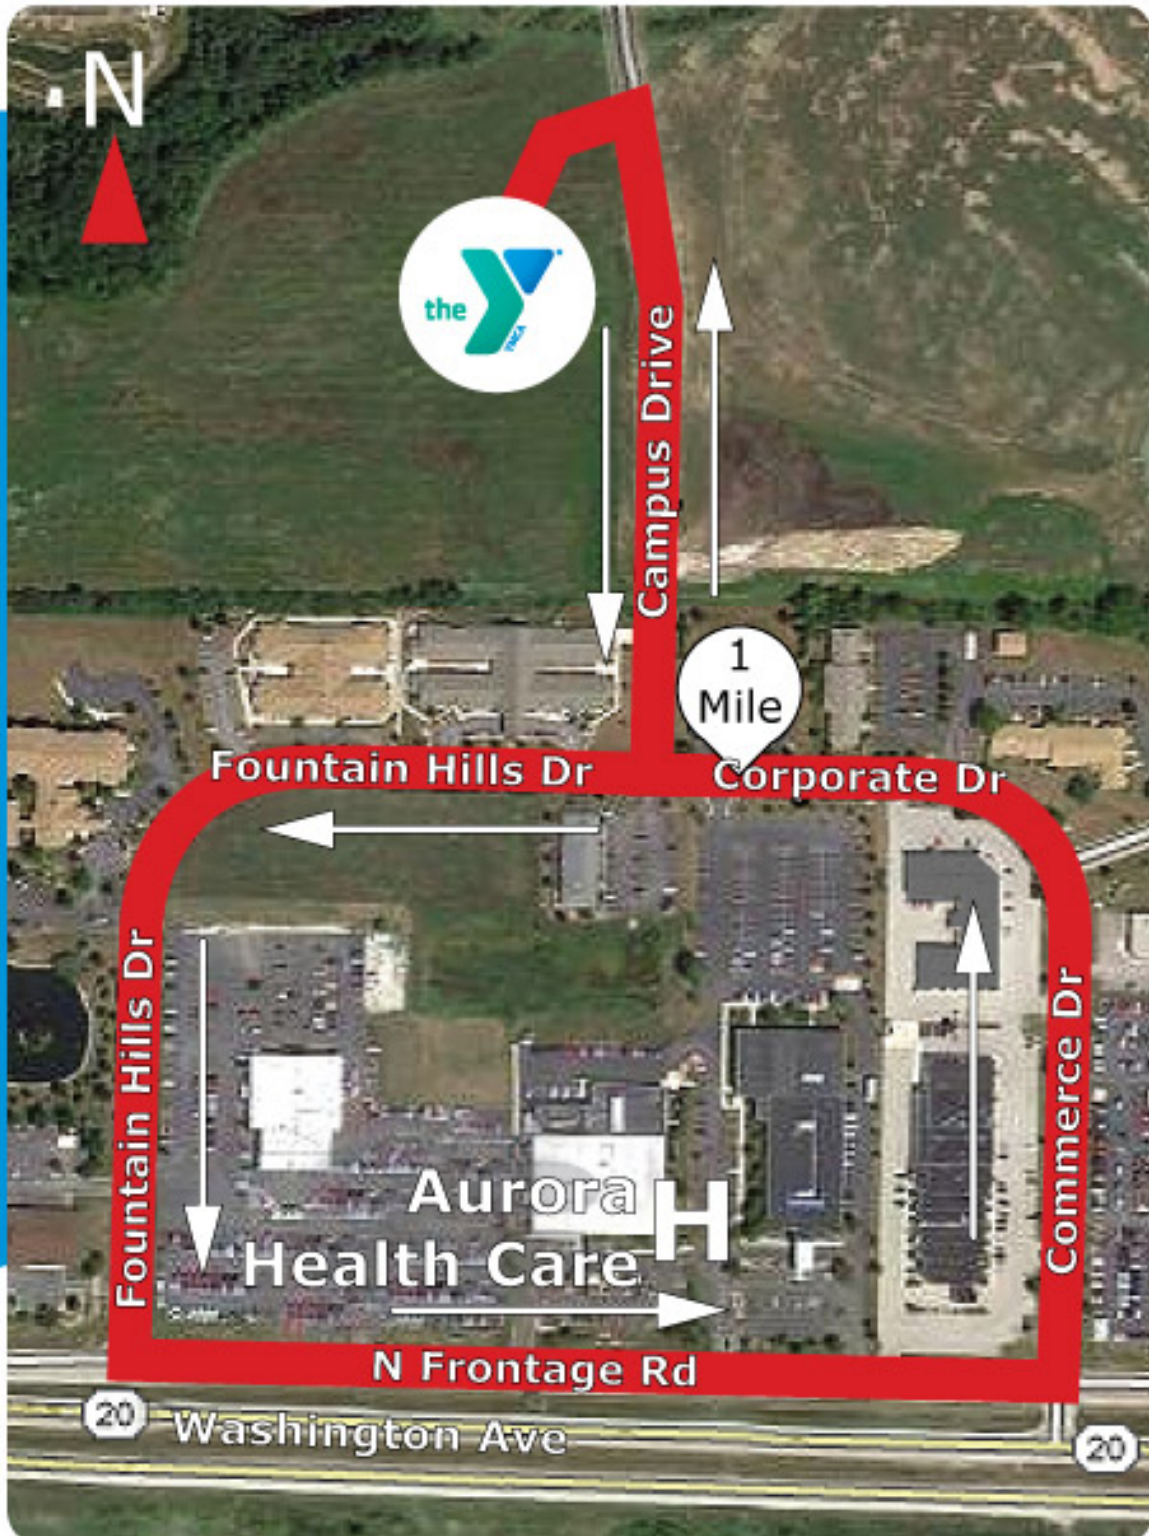 N
the
YMCA
Campus Drive
1
Mile
Fountain Hills Dr
Corporate Dr
Fountain Hills Dr
Commerce Dr
Aurora
Health Care
H
N Frontage Rd
20
Washington Ave
20